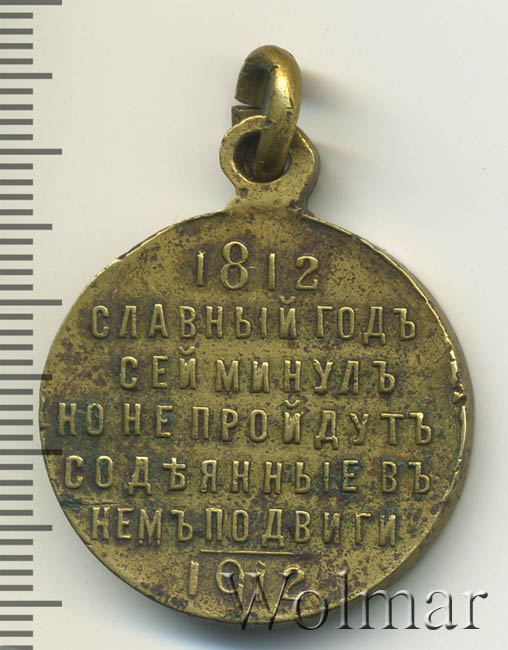 1812
СЛАВНЫЙ ГОДЪ
СЕЙ МИНУЛЪ
НО НЕ ПРОЙДУТЪ
СОДѢЯННЫЕ ВЪ
НЕМЪ ПОДВИГИ
1912
Wolmar